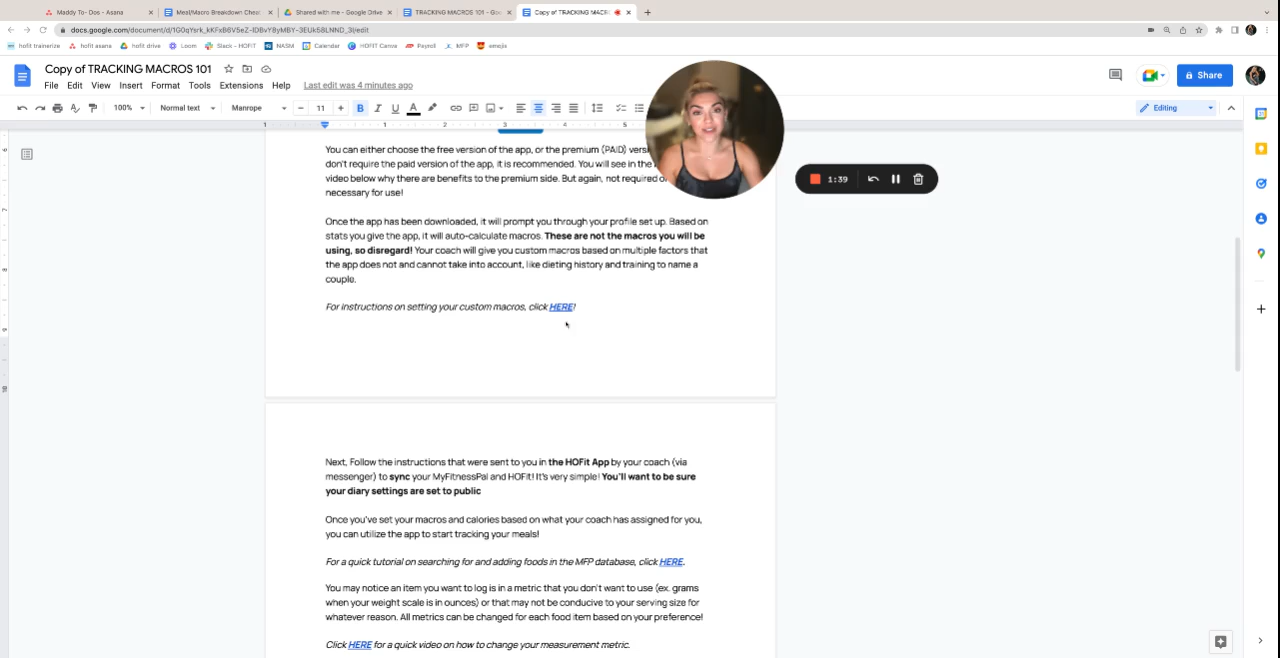 Maddy To- Dos - Asana
Meal/Macro Breakdown Cheat
Shared with me - Google Drive
TRACKING MACROS 101 - Goo
Copy of TRACKING MACR
docs.google.com/document/d/
hofit trainerize
hofit asana
hofit drive
Loom
Slack - HOFIT
NASM
Calendar
HOFIT Canva
Payroll
MFP
emojis
Copy of TRACKING MACROS 101
File Edit View Insert Format Tools Extensions Help
Last edit was 4 minutes ago
Share
100%
Normal text
Manrope
11
Editing
1 1 2 3 4 5
1:39
You can either choose the free version of the app, or the premium (PAID) versi
don't require the paid version of the app, it is recommended. You will see in the
video below why there are benefits to the premium side. But again, not required o
necessary for use!
Once the app has been downloaded, it will prompt you through your profile set up. Based on
stats you give the app, it will auto-calculate macros. These are not the macros you will be
using, so disregard! Your coach will give you custom macros based on multiple factors that
the app does not and cannot take into account, like dieting history and training to name a
couple.
For instructions on setting your custom macros, click HERE!
Next, Follow the instructions that were sent to you in the HOFit App by your coach (via
messenger) to sync your MyFitnessPal and HOFit! It's very simple! You'll want to be sure
your diary settings are set to public
Once you've set your macros and calories based on what your coach has assigned for you,
you can utilize the app to start tracking your meals!
For a quick tutorial on searching for and adding foods in the MFP database, click HERE.
You may notice an item you want to log is in a metric that you don't want to use (ex. grams
when your weight scale is in ounces) or that may not be conducive to your serving size for
whatever reason. All metrics can be changed for each food item based on your preference!
Click HERE for a quick video on how to change your measurement metric.